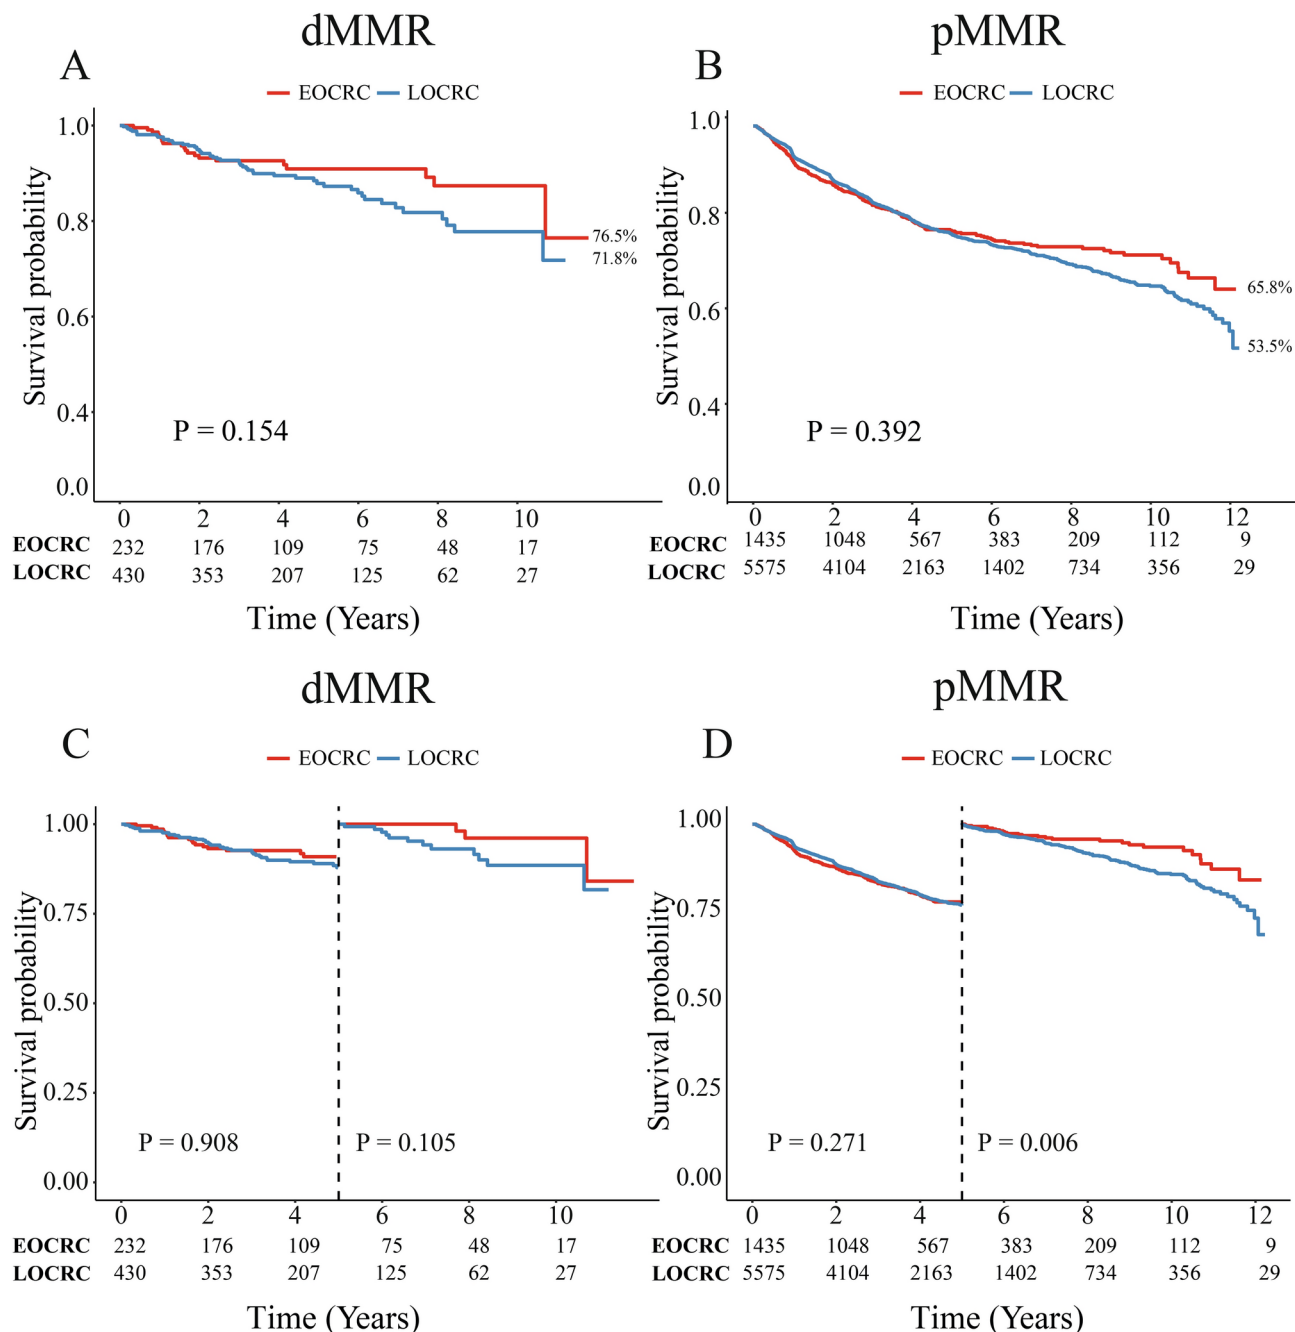 dMMR
A
EOCRC LOCRC
Survival probability
1.0
0.8
0.6
0.4
0.0
76.5%
71.8%
P = 0.154
0 2 4 6 8 10
EOCRC 232 176 109 75 48 17
LOCRC 430 353 207 125 62 27
Time (Years)
pMMR
B
EOCRC LOCRC
Survival probability
1.0
0.8
0.6
0.4
0.0
65.8%
53.5%
P = 0.392
0 2 4 6 8 10 12
EOCRC 1435 1048 567 383 209 112 9
LOCRC 5575 4104 2163 1402 734 356 29
Time (Years)
dMMR
C
EOCRC LOCRC
Survival probability
1.00
0.75
0.50
0.25
0.00
P = 0.908 P = 0.105
0 2 4 6 8 10
EOCRC 232 176 109 75 48 17
LOCRC 430 353 207 125 62 27
Time (Years)
pMMR
D
EOCRC LOCRC
Survival probability
1.00
0.75
0.50
0.25
0.00
P = 0.271 P = 0.006
0 2 4 6 8 10 12
EOCRC 1435 1048 567 383 209 112 9
LOCRC 5575 4104 2163 1402 734 356 29
Time (Years)